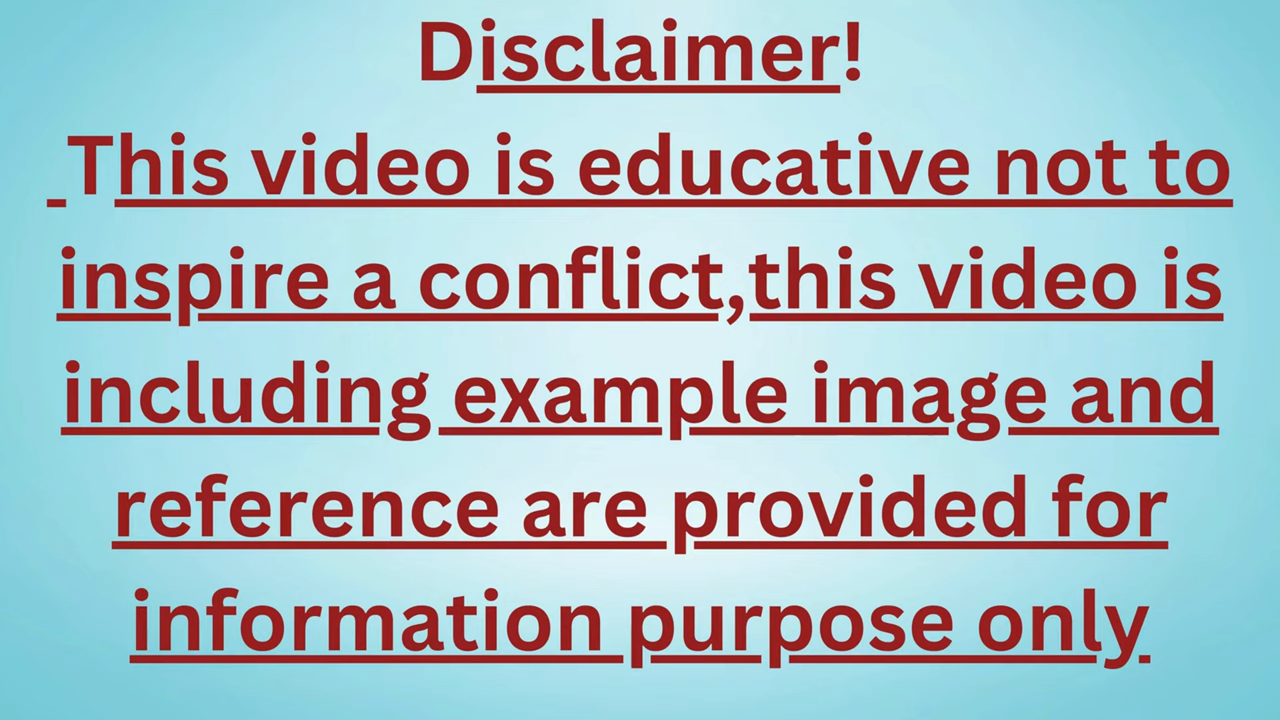 Disclaimer!
This video is educative not to
inspire a conflict,this video is
including example image and
reference are provided for
information purpose only